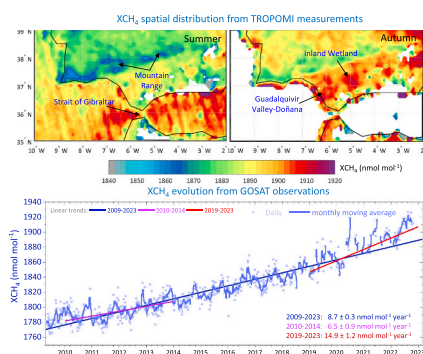 XCH4 spatial distribution from TROPOMI measurements
39
38
37
36
35
Summer
Mountain
Range
Strait of Gibraltar
Autumn
Inland Wetland
Guadalquivir
Valley-Doñana
10 °W 9 °W 8 °W 7 °W 6 °W 5 °W 4 °W 3 °W 2 °W
1840 1850 1860 1870 1880 1890 1900 1910 1920
XCH4 (nmol mol-1)
XCH4 evolution from GOSAT observations
XCH4 (nmol mol-1)
1940
1920
1900
1880
1860
1840
1820
1800
1780
1760
Linear trends: 2009-2023 2010-2014 2019-2023
Daily monthly moving average
2009-2023: 8.7 ± 0.3 nmol mol-1 year-1
2010-2014: 6.5 ± 0.9 nmol mol-1 year-1
2019-2023: 14.9 ± 1.2 nmol mol-1 year-1
2010 2011 2012 2013 2014 2015 2016 2017 2018 2019 2020 2021 2022